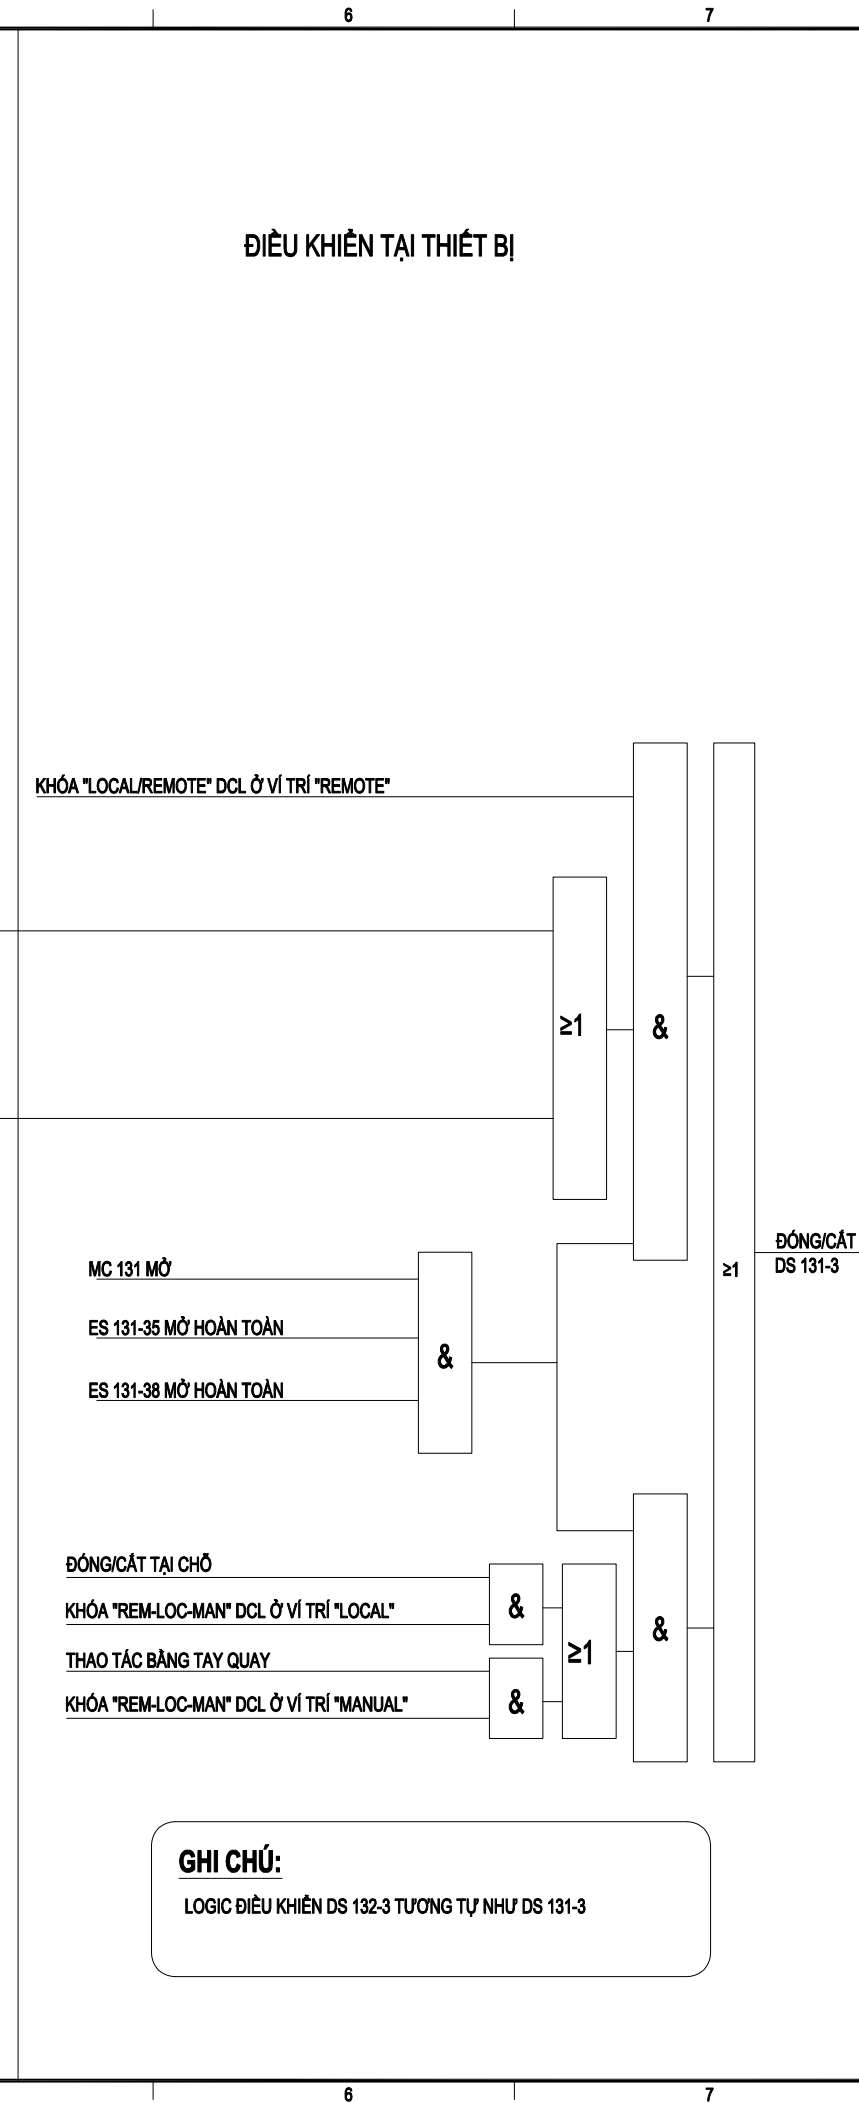 6 7
ĐIỀU KHIỂN TẠI THIẾT BỊ
KHÓA "LOCAL/REMOTE" DCL Ở VÍ TRÍ "REMOTE"
≥1
&
ĐÓNG/CẮT
DS 131-3
≥1
MC 131 MỞ
ES 131-35 MỞ HOÀN TOÀN
&
ES 131-38 MỞ HOÀN TOÀN
ĐÓNG/CẮT TẠI CHỖ
KHÓA "REM-LOC-MAN" DCL Ở VÍ TRÍ "LOCAL"
&
&
≥1
THAO TÁC BẰNG TAY QUAY
KHÓA "REM-LOC-MAN" DCL Ở VÍ TRÍ "MANUAL"
&
GHI CHÚ:
LOGIC ĐIỀU KHIỂN DS 132-3 TƯƠNG TỰ NHƯ DS 131-3
6 7